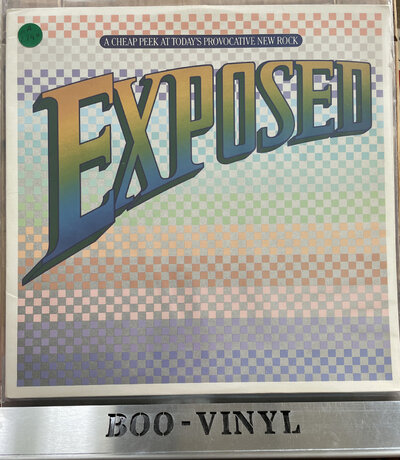 A CHEAP PEEK AT TODAY'S PROVOCATIVE NEW ROCK
EXPOSED
BOO-VINYL